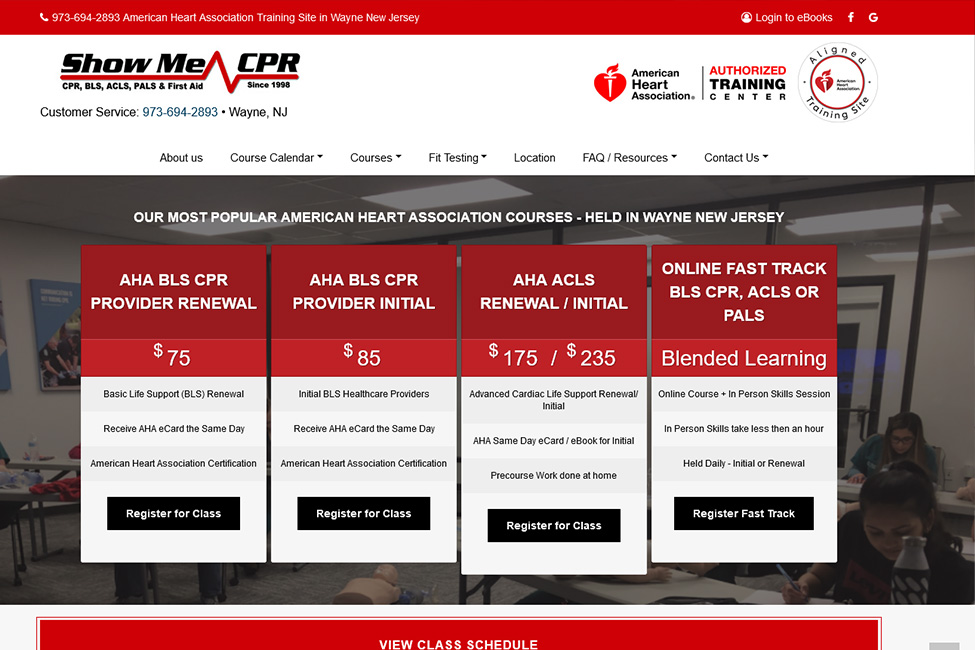 973-694-2893 American Heart Association Training Site in Wayne New Jersey
Login to eBooks
Show Me CPR
CPR, BLS, ACLS, PALS & First Aid
Since 1998
Customer Service: 973-694-2893 • Wayne, NJ
American
Heart
Association®
AUTHORIZED
TRAINING
CENTER
Aligned
American
Heart
Association
Training Site
About us
Course Calendar
Courses
Fit Testing
Location
FAQ / Resources
Contact Us
OUR MOST POPULAR AMERICAN HEART ASSOCIATION COURSES - HELD IN WAYNE NEW JERSEY
AHA BLS CPR
PROVIDER RENEWAL
$75
Basic Life Support (BLS) Renewal
Receive AHA eCard the Same Day
American Heart Association Certification
Register for Class
AHA BLS CPR
PROVIDER INITIAL
$85
Initial BLS Healthcare Providers
Receive AHA eCard the Same Day
American Heart Association Certification
Register for Class
AHA ACLS
RENEWAL / INITIAL
$175 / $235
Advanced Cardiac Life Support Renewal/
Initial
AHA Same Day eCard / eBook for Initial
Precourse Work done at home
Register for Class
ONLINE FAST TRACK
BLS CPR, ACLS OR
PALS
Blended Learning
Online Course + In Person Skills Session
In Person Skills take less then an hour
Held Daily - Initial or Renewal
Register Fast Track
VIEW CLASS SCHEDULE